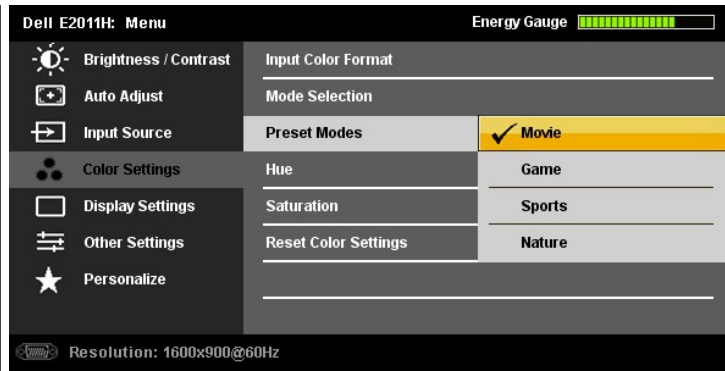 Dell E2011H: Menu
Energy Gauge
Brightness / Contrast
Auto Adjust
Input Source
Color Settings
Display Settings
Other Settings
Personalize
Input Color Format
Mode Selection
Preset Modes
Hue
Saturation
Reset Color Settings
Movie
Game
Sports
Nature
Resolution: 1600x900@60Hz